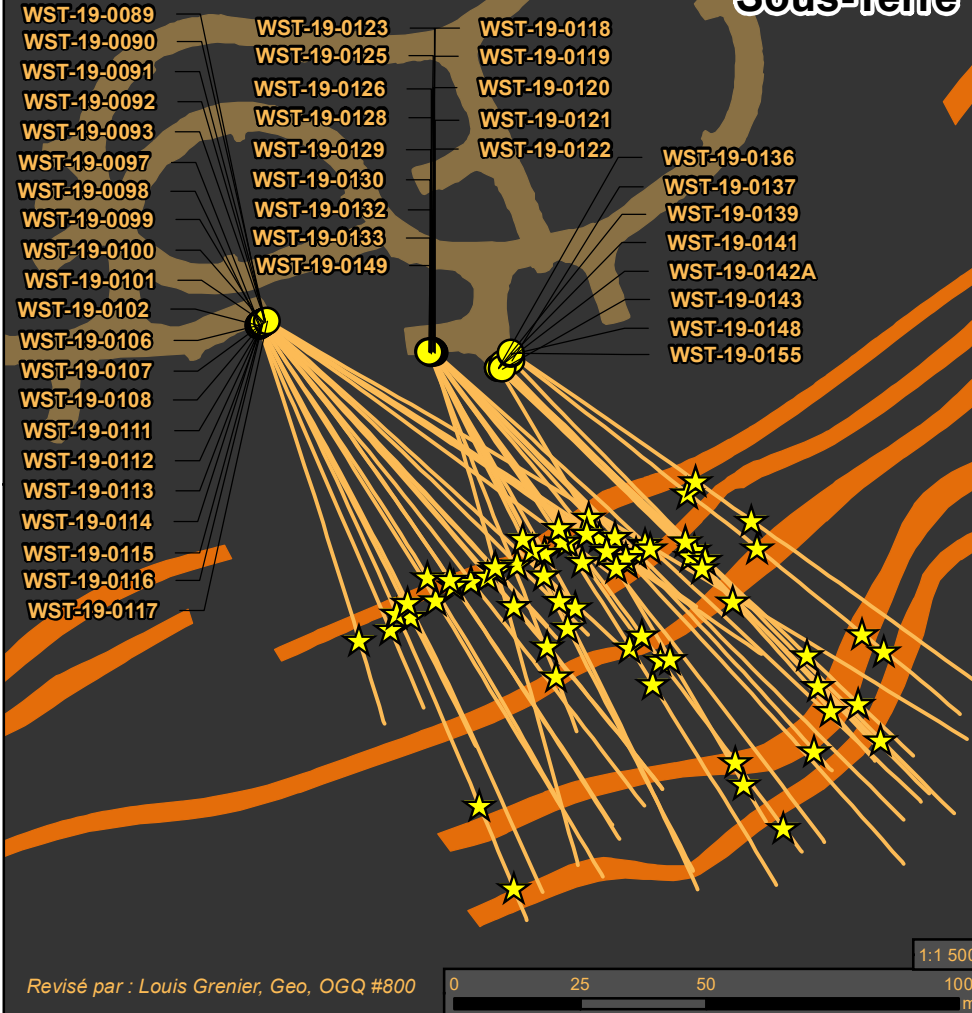 Sous-Terre
WST-19-0089
WST-19-0090
WST-19-0091
WST-19-0092
WST-19-0093
WST-19-0097
WST-19-0098
WST-19-0099
WST-19-0100
WST-19-0101
WST-19-0102
WST-19-0106
WST-19-0107
WST-19-0108
WST-19-0111
WST-19-0112
WST-19-0113
WST-19-0114
WST-19-0115
WST-19-0116
WST-19-0117
WST-19-0123
WST-19-0125
WST-19-0126
WST-19-0128
WST-19-0129
WST-19-0130
WST-19-0132
WST-19-0133
WST-19-0149
WST-19-0118
WST-19-0119
WST-19-0120
WST-19-0121
WST-19-0122
WST-19-0136
WST-19-0137
WST-19-0139
WST-19-0141
WST-19-0142A
WST-19-0143
WST-19-0148
WST-19-0155
Revisé par : Louis Grenier, Geo, OGQ #800
1:1 500
0 25 50 100
m